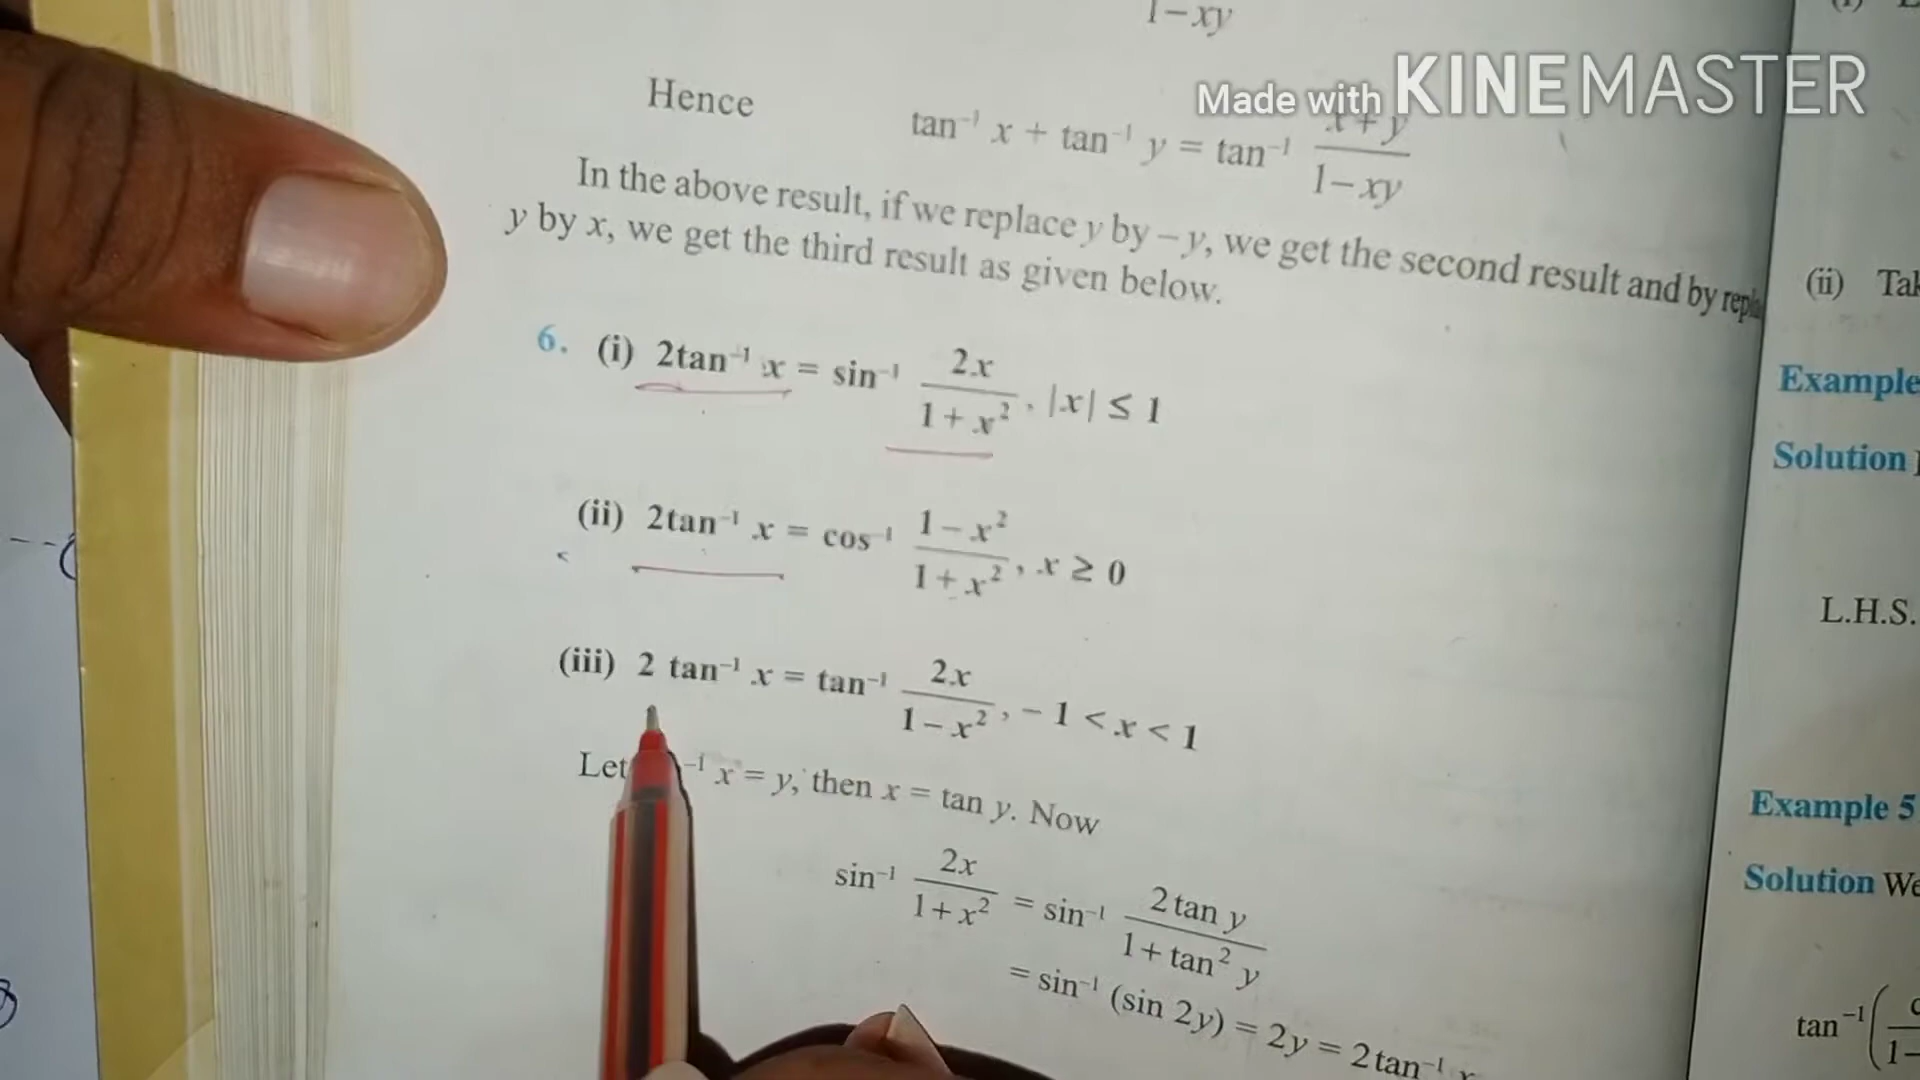 1−xy
Made with KINEMASTER
Hence tan⁻¹ x + tan⁻¹ y = tan⁻¹ (x+y)/(1−xy)
In the above result, if we replace y by −y, we get the second result and by
y by x, we get the third result as given below.
6. (i) 2tan⁻¹ x = sin⁻¹ 2x/(1+x²), |x| ≤ 1
(ii) 2tan⁻¹ x = cos⁻¹ (1−x²)/(1+x²), x ≥ 0
(iii) 2 tan⁻¹ x = tan⁻¹ 2x/(1−x²), −1 < x < 1
Let ⁻¹ x = y, then x = tan y. Now
sin⁻¹ 2x/(1+x²) = sin⁻¹ (2 tan y)/(1+tan² y)
= sin⁻¹ (sin 2y) = 2y = 2tan⁻¹ x
(ii)
Example
Solution
L.H.S.
Example 5
Solution We
tan⁻¹